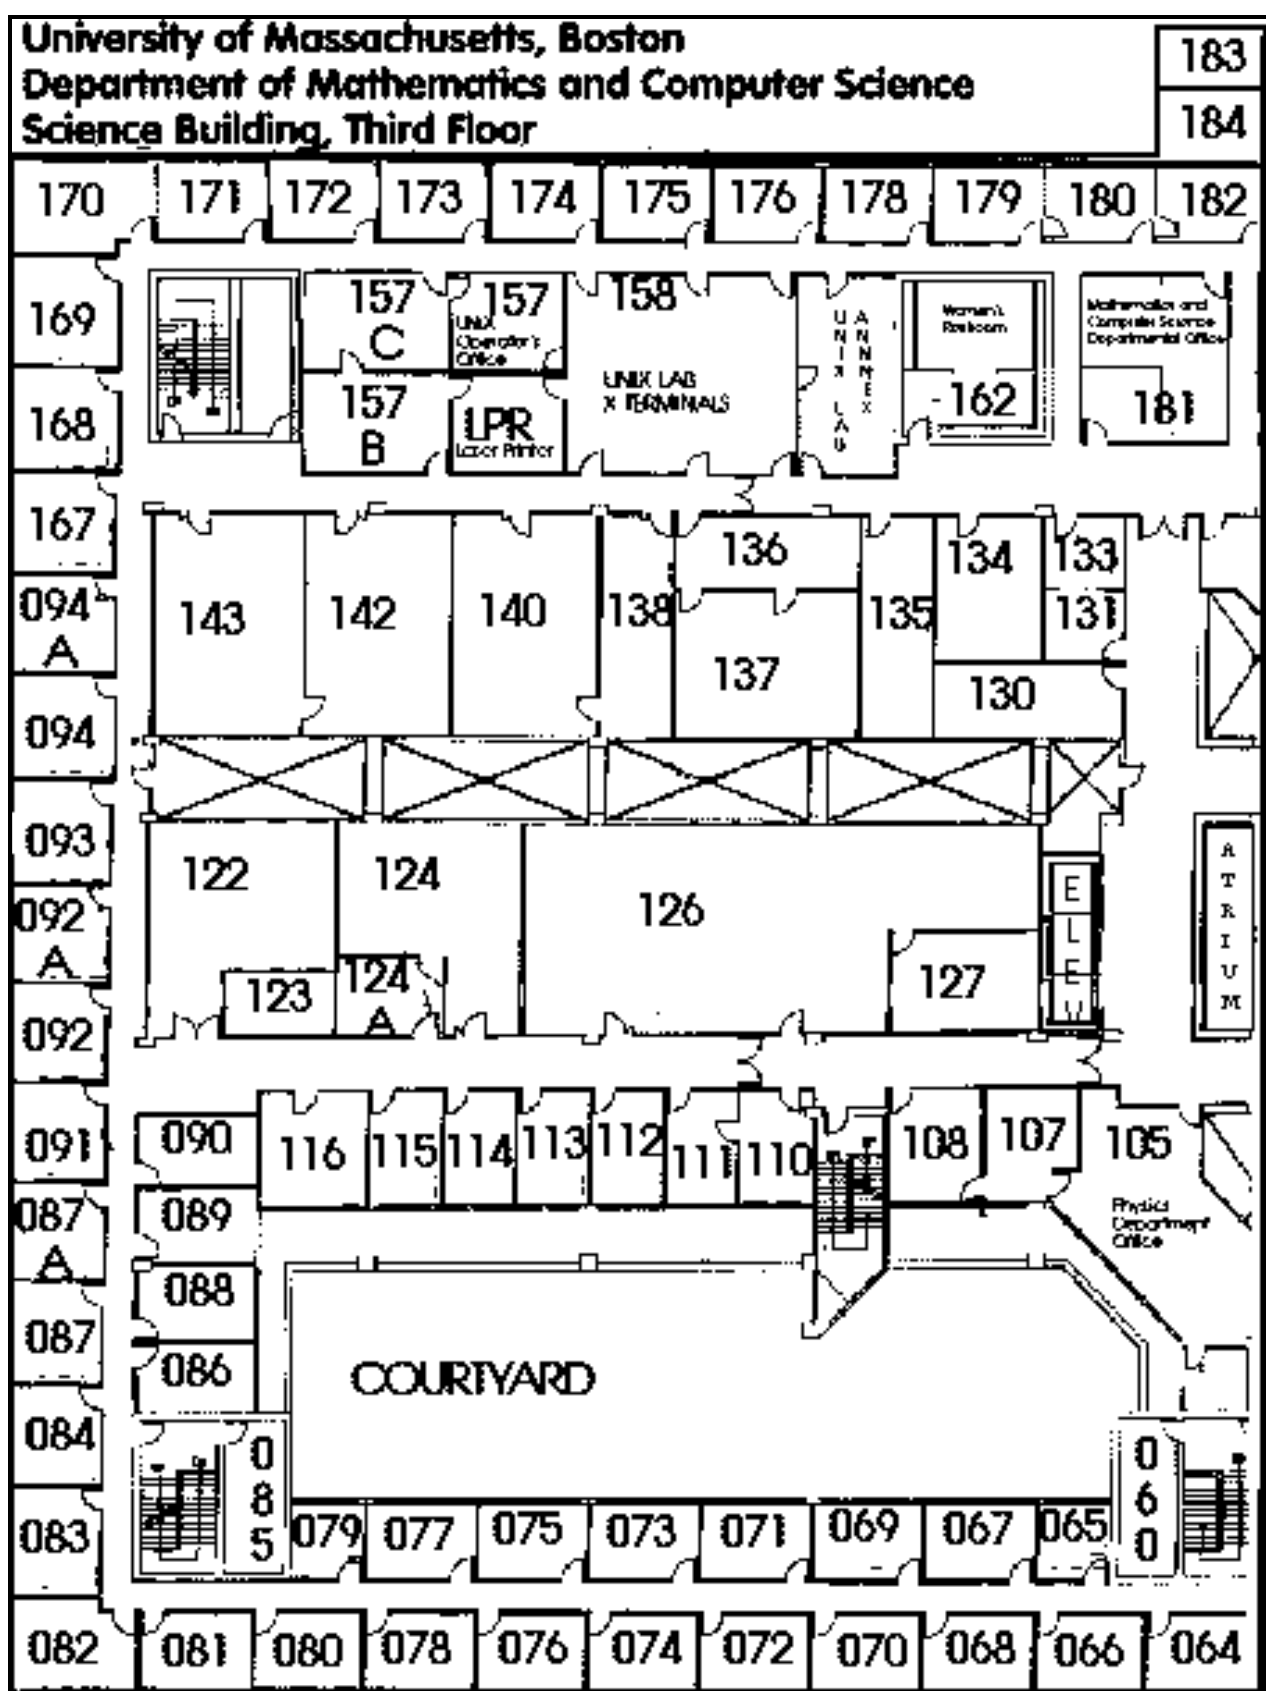 University of Massachusetts, Boston
Department of Mathematics and Computer Science
Science Building, Third Floor
183
184
170 171 172 173 174 175 176 178 179 180 182
169
157 C
157
UNIX
Operator's
Office
158
UNIX LAB
X TERMINALS
UNIX LAB
ANNEX
Women's
Restroom
162
Mathematics and
Computer Science
Departmental Office
181
168
157 B
LPR
Laser Printer
167
094 A
143 142 140 138 136 137 135 134 133 131 130
094
093
122 124 126
092 A
123 124 A 127
ELEV
ATRIUM
092
091
090 116 115 114 113 112 111 110 108 107 105
Physics
Department
Office
087 A
089
088
087
086
COURTYARD
084
085
060
083
079 077 075 073 071 069 067 065
082 081 080 078 076 074 072 070 068 066 064